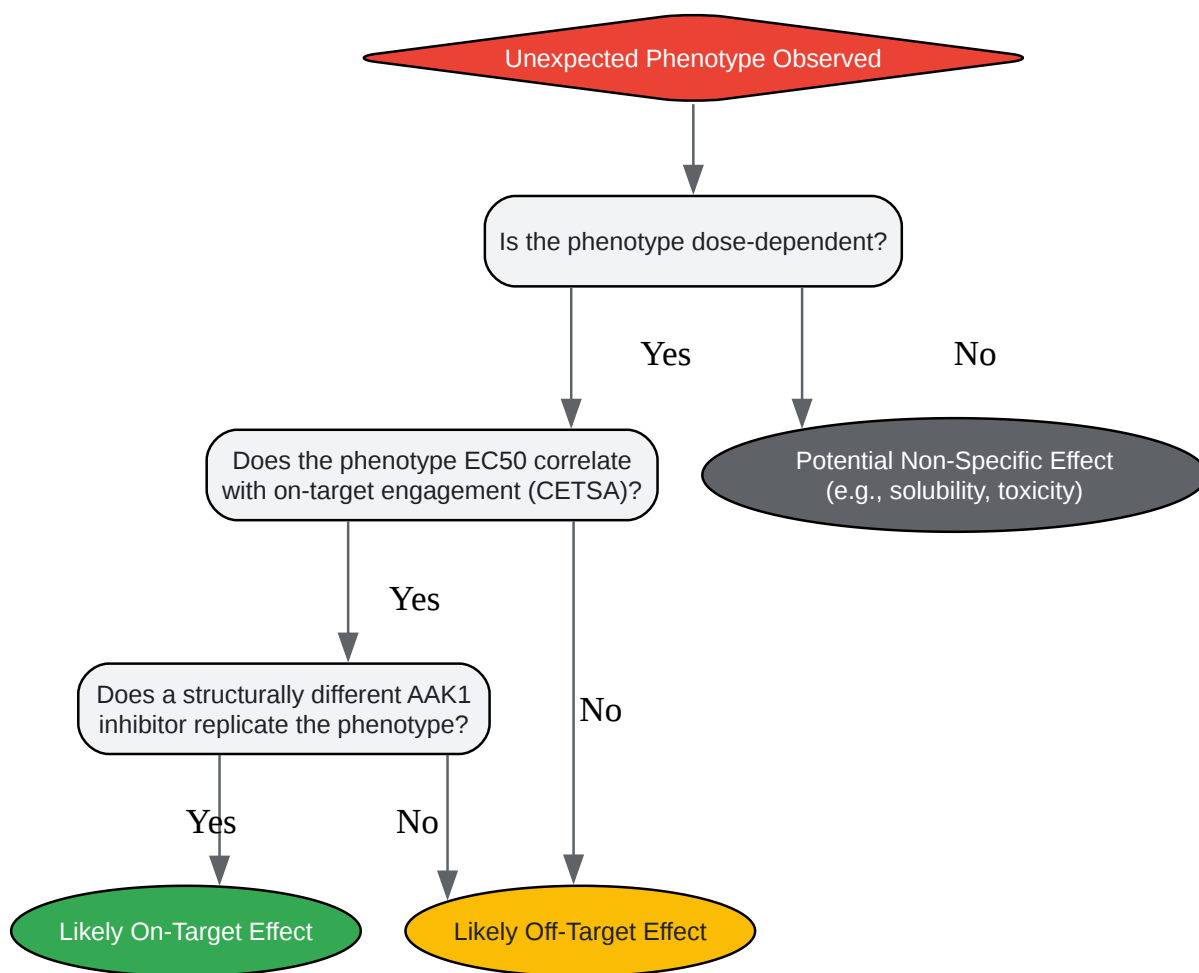 Unexpected Phenotype Observed
Is the phenotype dose-dependent?
Yes
No
Does the phenotype EC50 correlate
with on-target engagement (CETSA)?
Potential Non-Specific Effect
(e.g., solubility, toxicity)
Yes
Does a structurally different AAK1
inhibitor replicate the phenotype?
No
Yes
No
Likely On-Target Effect
Likely Off-Target Effect